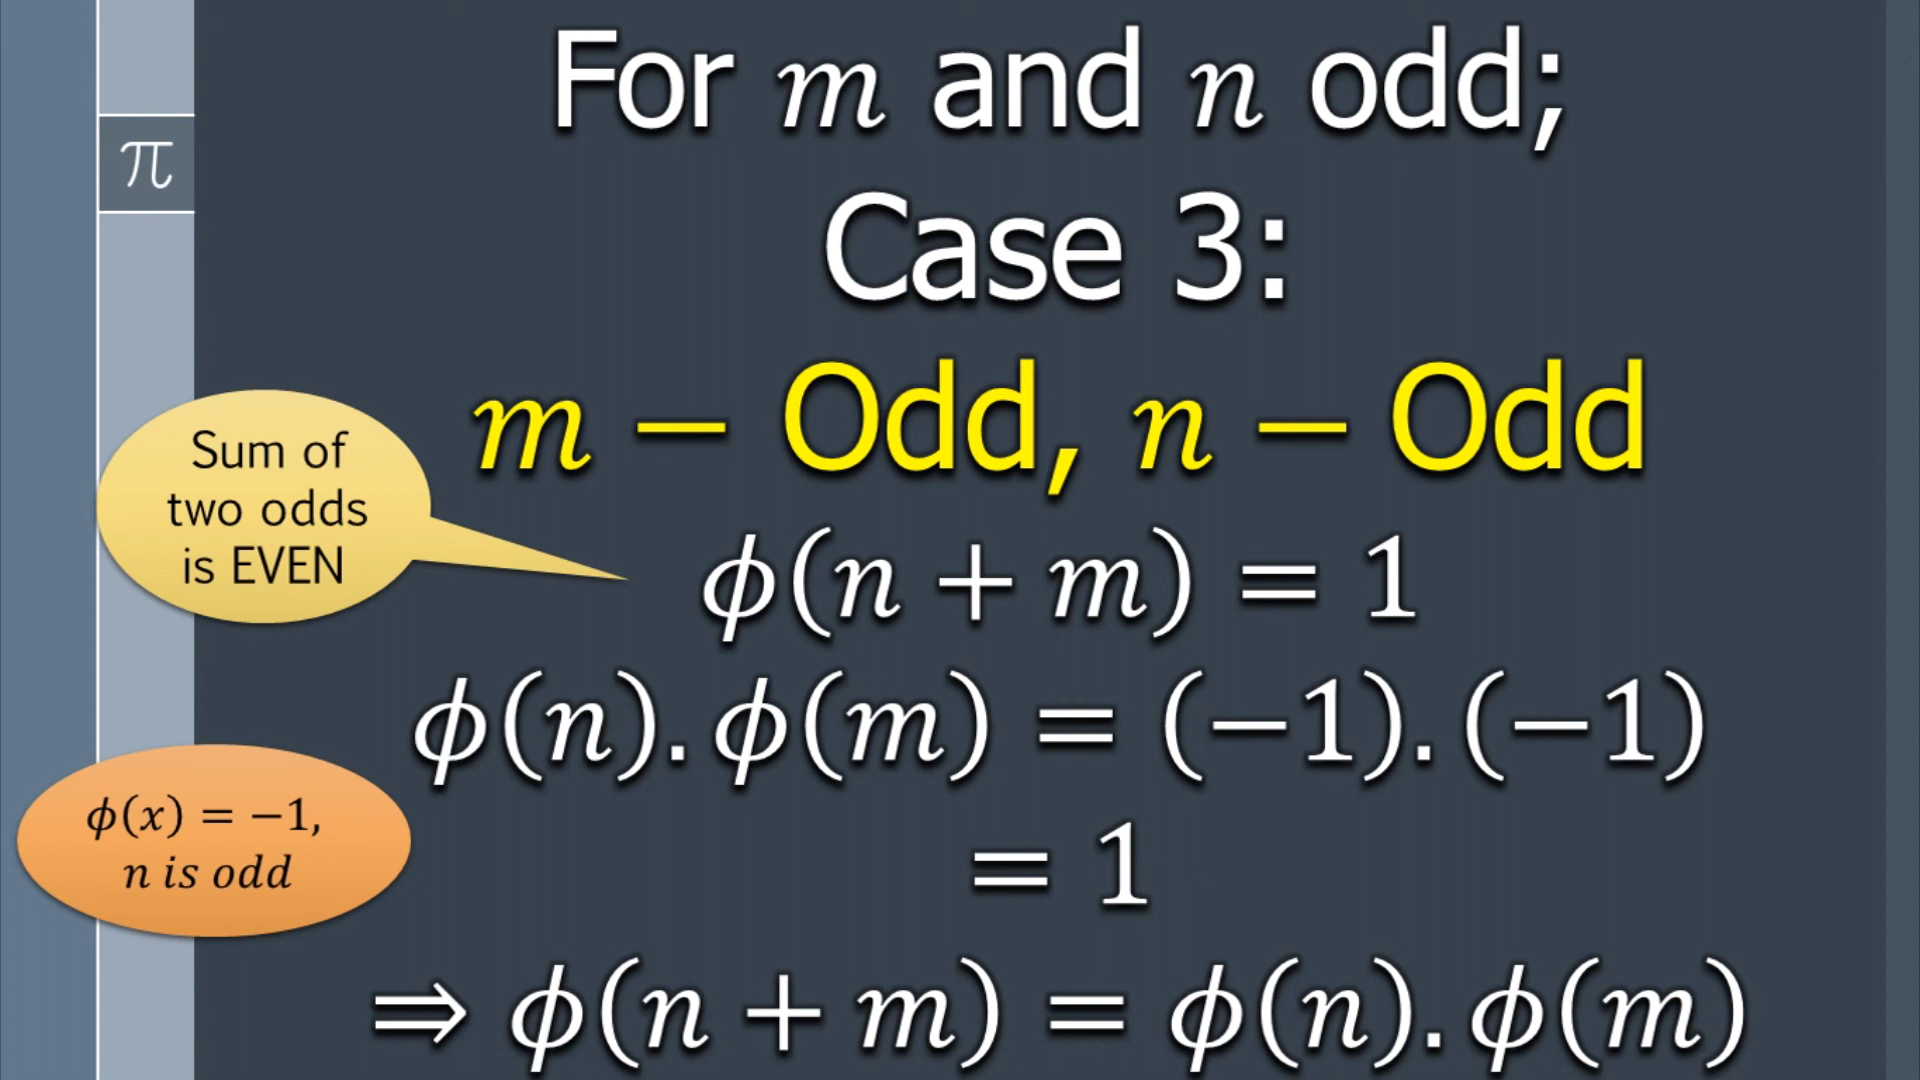 For m and n odd;
π
Case 3:
m − Odd, n − Odd
Sum of
two odds
is EVEN
ϕ(n + m) = 1
ϕ(n). ϕ(m) = (−1). (−1)
ϕ(x) = −1,
n is odd
= 1
⇒ ϕ(n + m) = ϕ(n). ϕ(m)